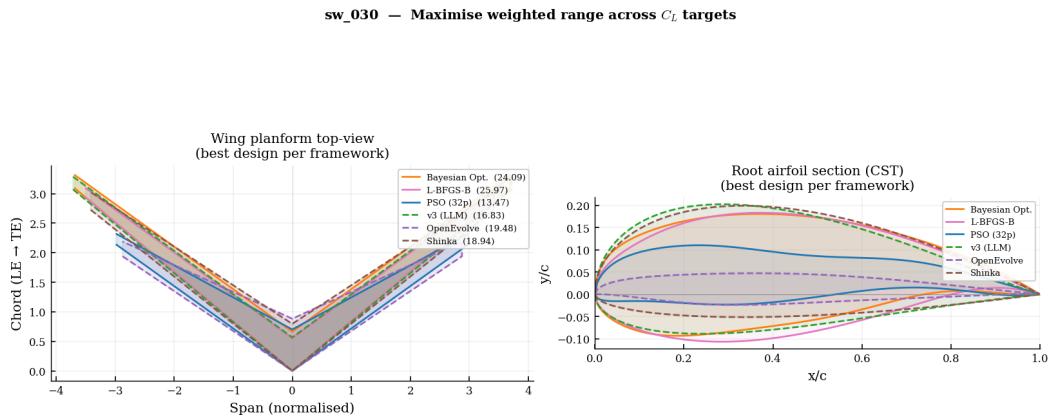 sw_030 — Maximise weighted range across C_L targets
Wing planform top-view
(best design per framework)
Chord (LE → TE)
3.0
2.5
2.0
1.5
1.0
0.5
0.0
Bayesian Opt. (24.09)
L-BFGS-B (25.97)
PSO (32p) (13.47)
v3 (LLM) (16.83)
OpenEvolve (19.48)
Shinka (18.94)
−4 −3 −2 −1 0 1 2 3 4
Span (normalised)
Root airfoil section (CST)
(best design per framework)
y/c
0.20
0.15
0.10
0.05
0.00
−0.05
−0.10
Bayesian Opt.
L-BFGS-B
PSO (32p)
v3 (LLM)
OpenEvolve
Shinka
0.0 0.2 0.4 0.6 0.8 1.0
x/c